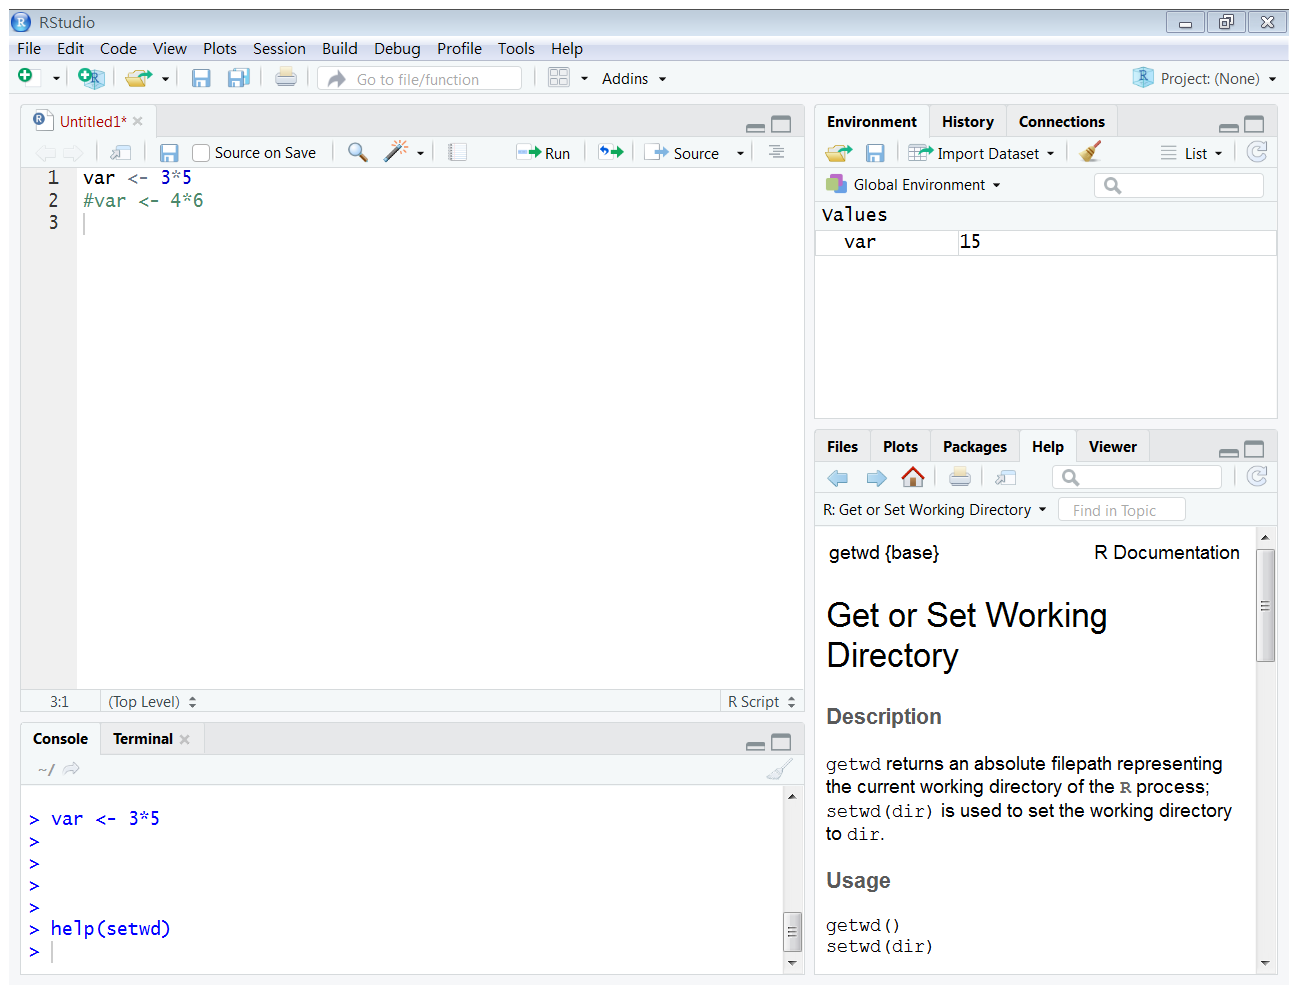 RStudio
File Edit Code View Plots Session Build Debug Profile Tools Help
Go to file/function Addins Project: (None)
Untitled1*
Source on Save Run Source
1 var <- 3*5
2 #var <- 4*6
3
3:1 (Top Level) R Script
Console Terminal
~/
> var <- 3*5
>
>
>
>
> help(setwd)
>
Environment History Connections
Import Dataset List
Global Environment
Values
var 15
Files Plots Packages Help Viewer
R: Get or Set Working Directory Find in Topic
getwd {base} R Documentation
Get or Set Working
Directory
Description
getwd returns an absolute filepath representing
the current working directory of the R process;
setwd(dir) is used to set the working directory
to dir.
Usage
getwd()
setwd(dir)